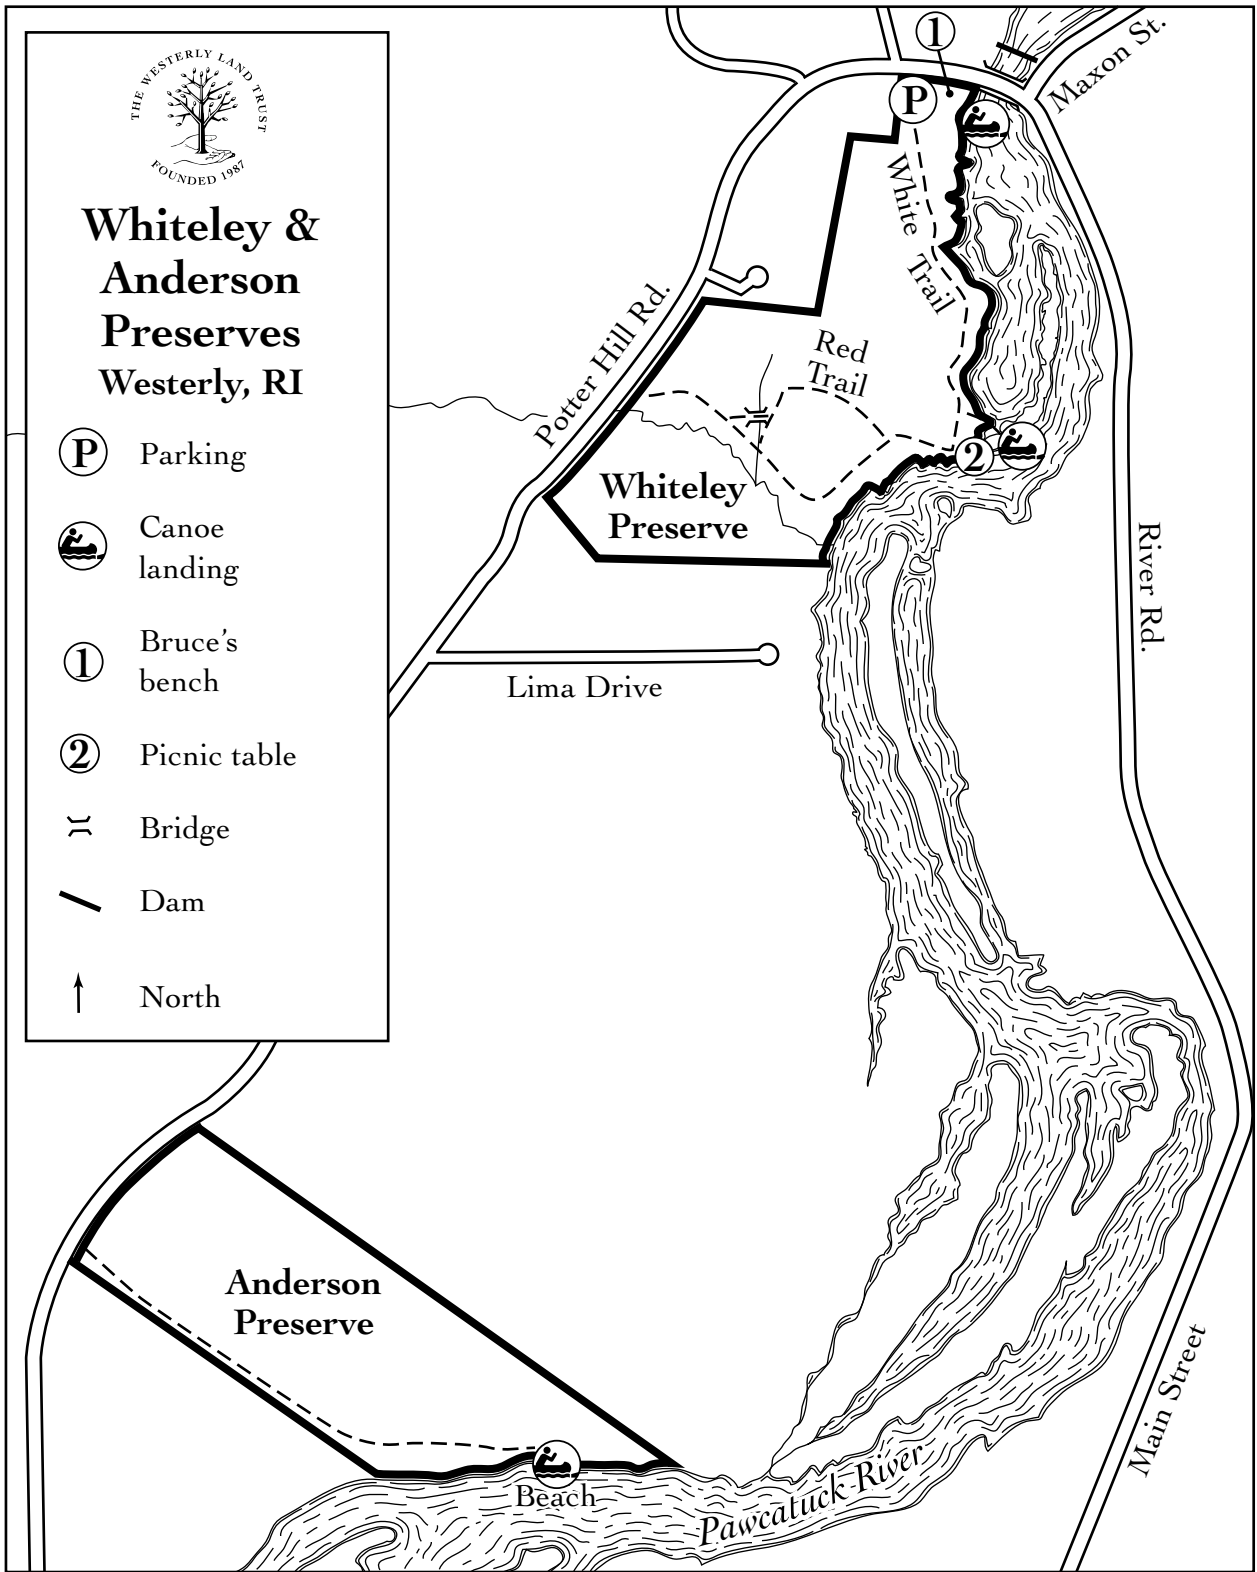 THE WESTERLY LAND TRUST
FOUNDED 1987
Whiteley &
Anderson
Preserves
Westerly, RI
P
Parking
Canoe
landing
1
Bruce's
bench
2
Picnic table
Bridge
Dam
North
1
Maxon St.
P
White
Trail
Potter Hill Rd.
Red
Trail
2
Whiteley
Preserve
River Rd.
Lima Drive
Anderson
Preserve
Main Street
Beach
Pawcatuck River